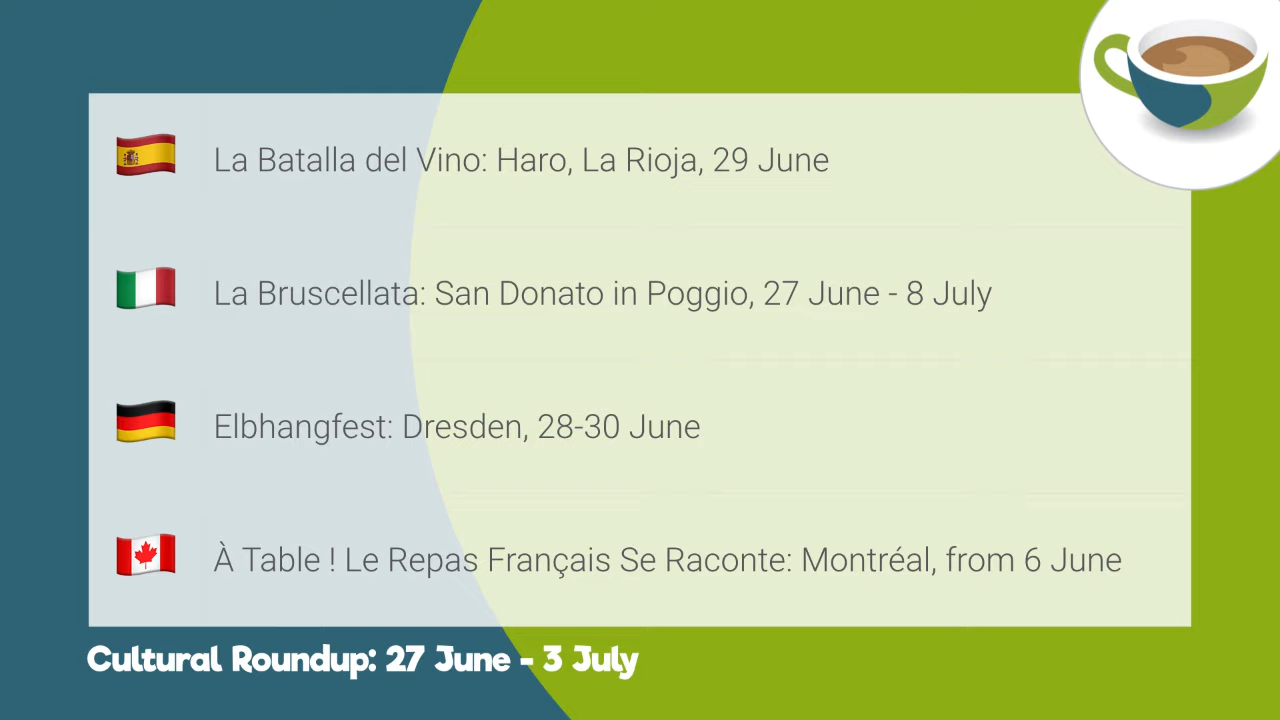 La Batalla del Vino: Haro, La Rioja, 29 June
La Bruscellata: San Donato in Poggio, 27 June - 8 July
Elbhangfest: Dresden, 28-30 June
À Table ! Le Repas Français Se Raconte: Montréal, from 6 June
Cultural Roundup: 27 June - 3 July